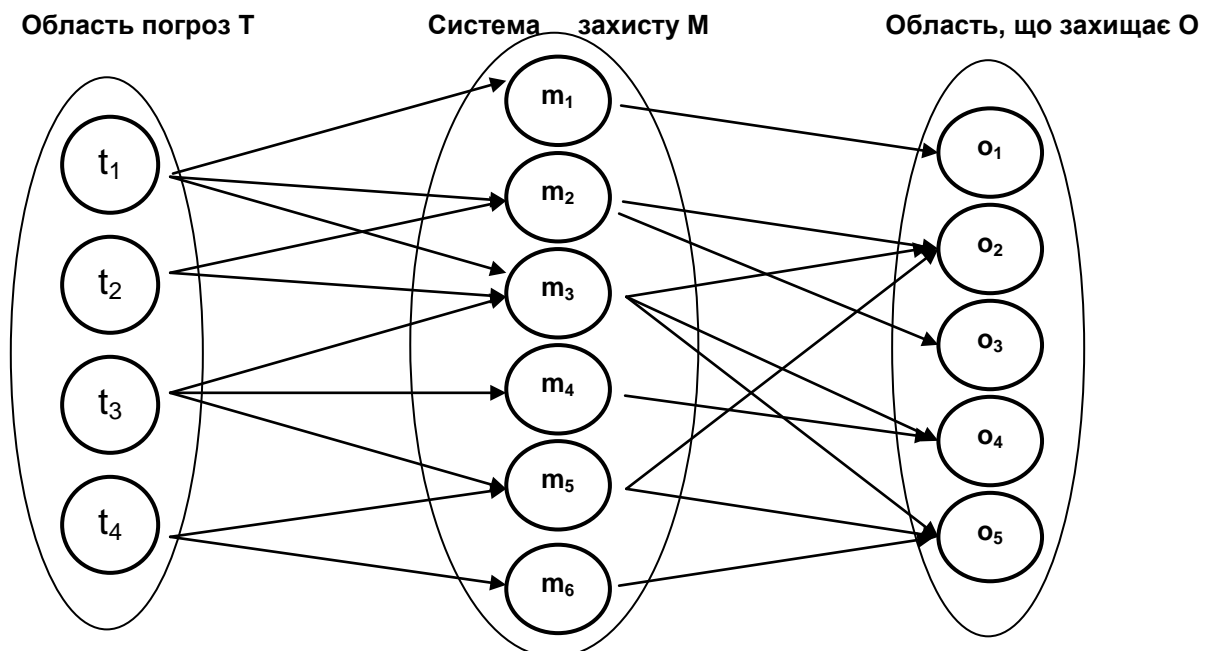 Область погроз Т
Система захисту М
Область, що захищає О
t₁
t₂
t₃
t₄
m₁
m₂
m₃
m₄
m₅
m₆
o₁
o₂
o₃
o₄
o₅